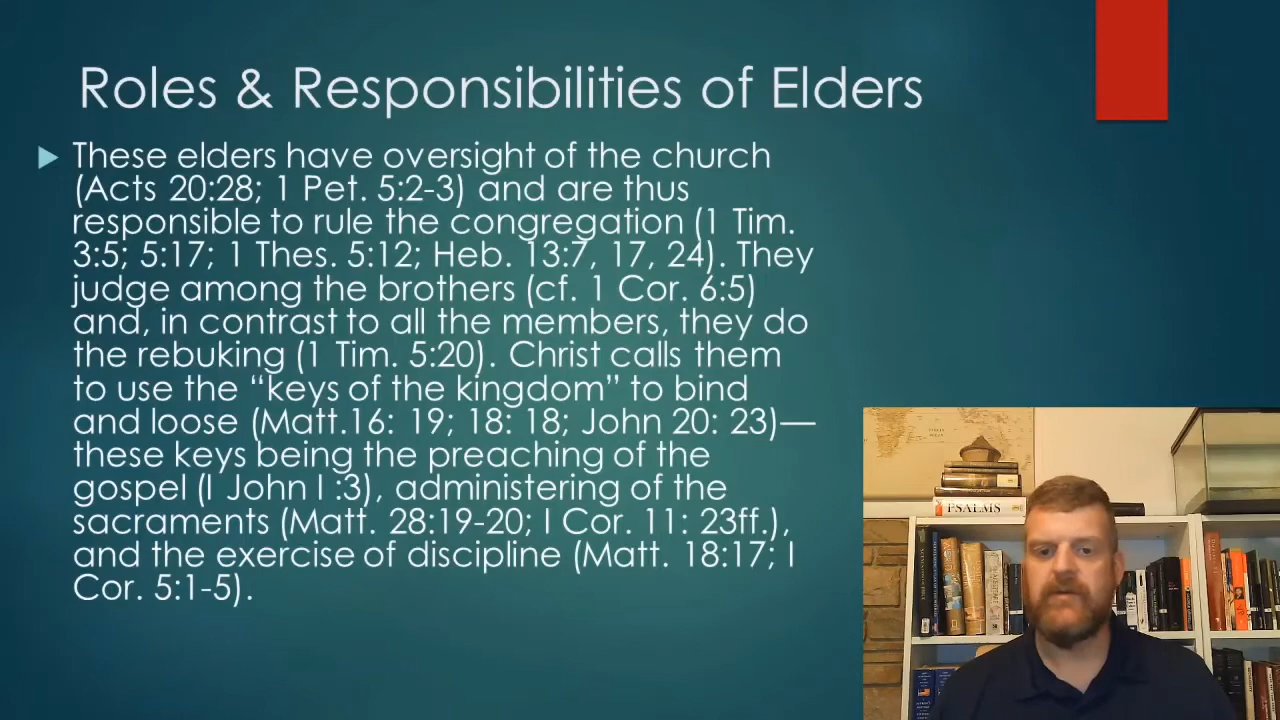 Roles & Responsibilities of Elders
These elders have oversight of the church
(Acts 20:28; 1 Pet. 5:2-3) and are thus
responsible to rule the congregation (1 Tim.
3:5; 5:17; 1 Thes. 5:12; Heb. 13:7, 17, 24). They
judge among the brothers (cf. 1 Cor. 6:5)
and, in contrast to all the members, they do
the rebuking (1 Tim. 5:20). Christ calls them
to use the “keys of the kingdom” to bind
and loose (Matt.16: 19; 18: 18; John 20: 23)—
these keys being the preaching of the
gospel (I John I :3), administering of the
sacraments (Matt. 28:19-20; I Cor. 11: 23ff.),
and the exercise of discipline (Matt. 18:17; I
Cor. 5:1-5).
PSALMS